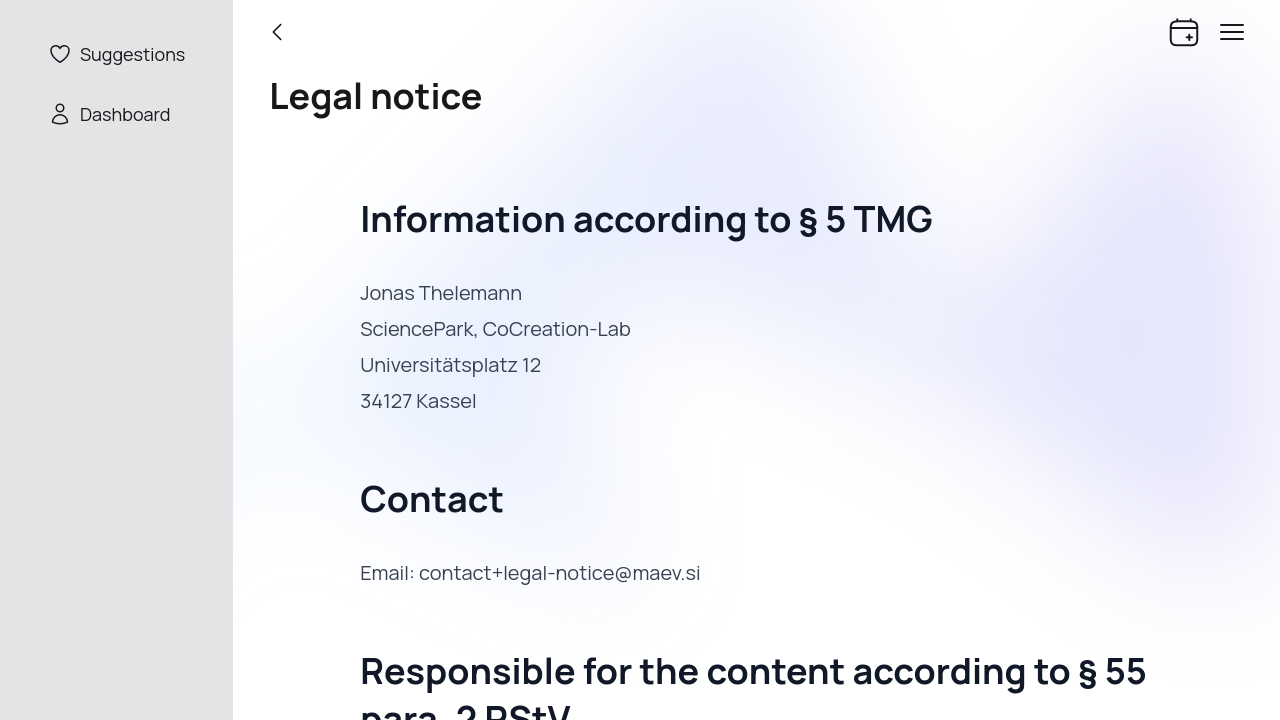 Suggestions
Dashboard
Legal notice
Information according to § 5 TMG
Jonas Thelemann
SciencePark, CoCreation-Lab
Universitätsplatz 12
34127 Kassel
Contact
Email: contact+legal-notice@maev.si
Responsible for the content according to § 55
para. 2 RStV